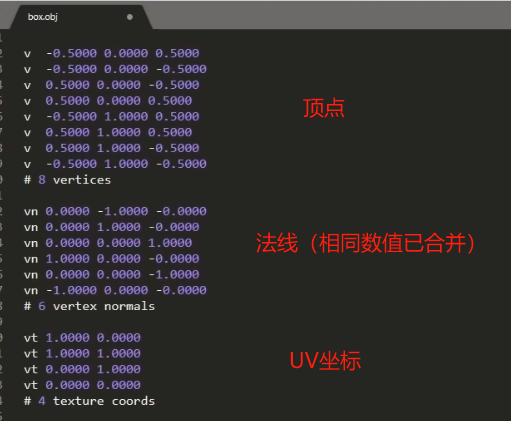 box.obj
v  -0.5000 0.0000 0.5000
v  -0.5000 0.0000 -0.5000
v  0.5000 0.0000 -0.5000
v  0.5000 0.0000 0.5000
v  -0.5000 1.0000 0.5000
v  0.5000 1.0000 0.5000
v  0.5000 1.0000 -0.5000
v  -0.5000 1.0000 -0.5000
# 8 vertices
顶点
vn 0.0000 -1.0000 -0.0000
vn 0.0000 1.0000 -0.0000
vn 0.0000 0.0000 1.0000
vn 1.0000 0.0000 -0.0000
vn 0.0000 0.0000 -1.0000
vn -1.0000 0.0000 -0.0000
# 6 vertex normals
法线（相同数值已合并）
vt 1.0000 0.0000
vt 1.0000 1.0000
vt 0.0000 1.0000
vt 0.0000 0.0000
# 4 texture coords
UV坐标